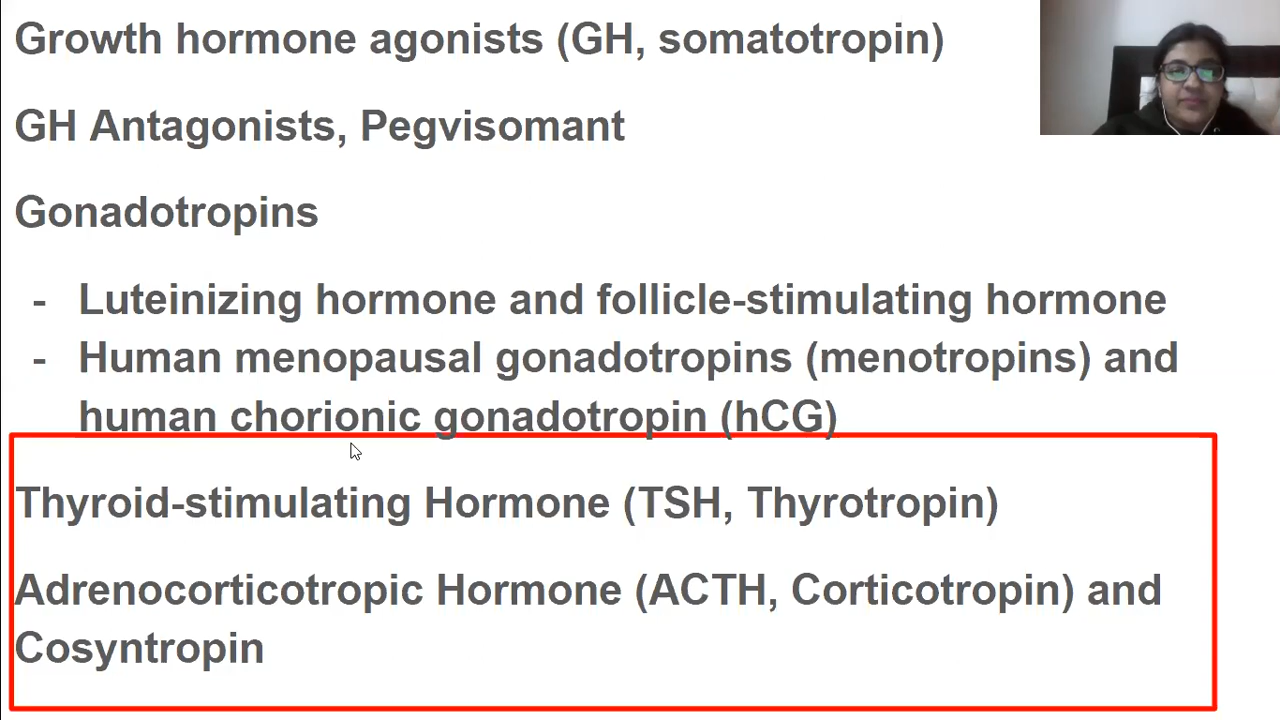 Growth hormone agonists (GH, somatotropin)
GH Antagonists, Pegvisomant
Gonadotropins
- Luteinizing hormone and follicle-stimulating hormone
- Human menopausal gonadotropins (menotropins) and
human chorionic gonadotropin (hCG)
Thyroid-stimulating Hormone (TSH, Thyrotropin)
Adrenocorticotropic Hormone (ACTH, Corticotropin) and
Cosyntropin